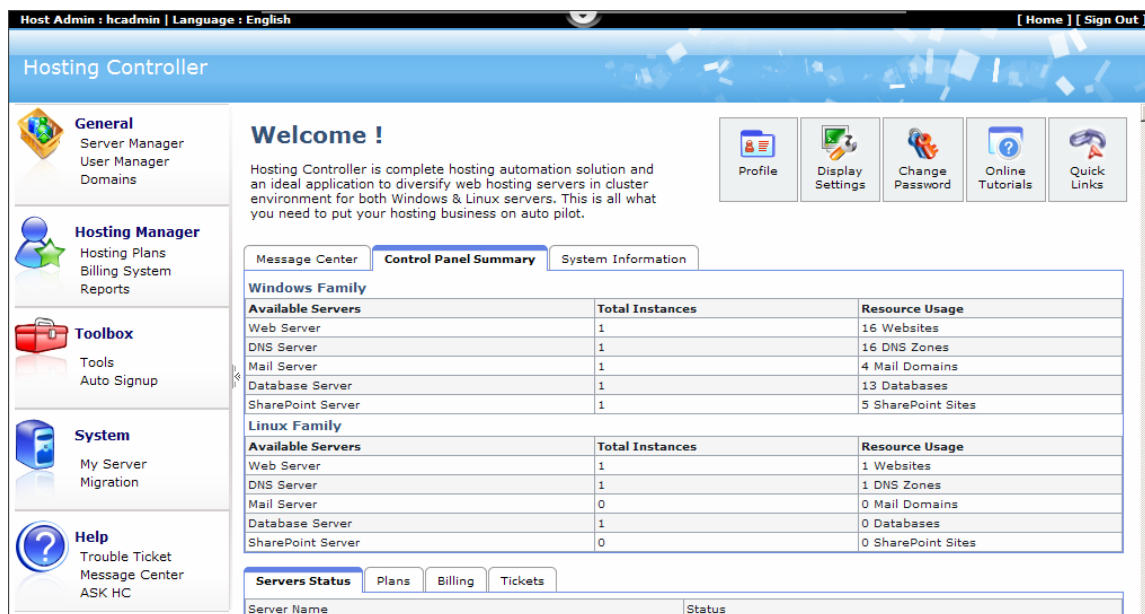 Host Admin : hcadmin | Language : English
[ Home ] [ Sign Out ]
Hosting Controller
General
Server Manager
User Manager
Domains
Hosting Manager
Hosting Plans
Billing System
Reports
Toolbox
Tools
Auto Signup
System
My Server
Migration
Help
Trouble Ticket
Message Center
ASK HC
Welcome !
Hosting Controller is complete hosting automation solution and
an ideal application to diversify web hosting servers in cluster
environment for both Windows & Linux servers. This is all what
you need to put your hosting business on auto pilot.
Profile
Display
Settings
Change
Password
Online
Tutorials
Quick
Links
Message Center Control Panel Summary System Information
Windows Family
Available Servers Total Instances Resource Usage
Web Server 1 16 Websites
DNS Server 1 16 DNS Zones
Mail Server 1 4 Mail Domains
Database Server 1 13 Databases
SharePoint Server 1 5 SharePoint Sites
Linux Family
Available Servers Total Instances Resource Usage
Web Server 1 1 Websites
DNS Server 1 1 DNS Zones
Mail Server 0 0 Mail Domains
Database Server 1 0 Databases
SharePoint Server 0 0 SharePoint Sites
Servers Status Plans Billing Tickets
Server Name Status